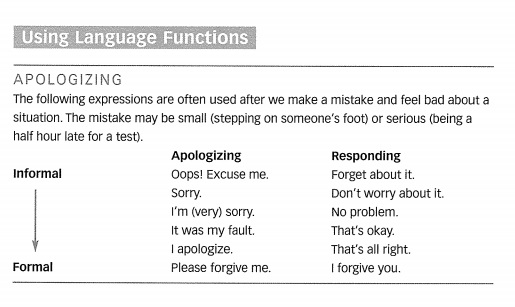 Using Language Functions
APOLOGIZING
The following expressions are often used after we make a mistake and feel bad about a
situation. The mistake may be small (stepping on someone's foot) or serious (being a
half hour late for a test).
Apologizing Responding
Informal Oops! Excuse me. Forget about it.
Sorry. Don't worry about it.
I'm (very) sorry. No problem.
It was my fault. That's okay.
I apologize. That's all right.
Formal Please forgive me. I forgive you.